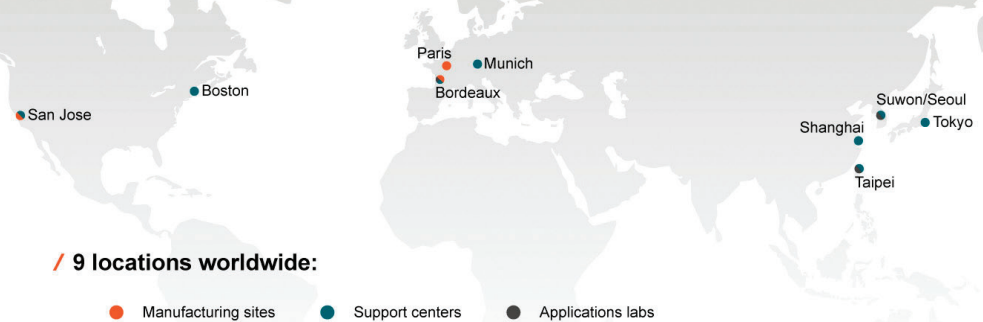 Paris
Munich
Boston
Bordeaux
San Jose
Suwon/Seoul
Tokyo
Shanghai
Taipei
/ 9 locations worldwide:
Manufacturing sites Support centers Applications labs